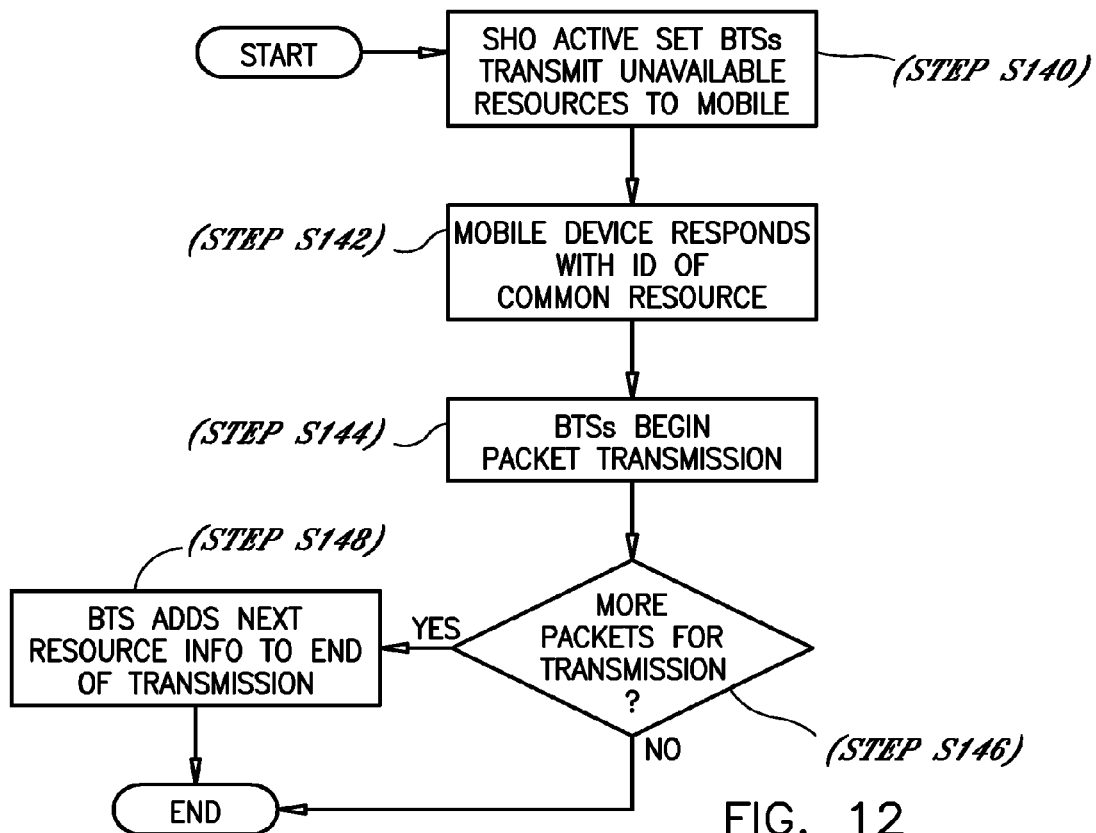 START
SHO ACTIVE SET BTSs
TRANSMIT UNAVAILABLE
RESOURCES TO MOBILE
(STEP S140)
(STEP S142)
MOBILE DEVICE RESPONDS
WITH ID OF
COMMON RESOURCE
(STEP S144)
BTSs BEGIN
PACKET TRANSMISSION
(STEP S148)
BTS ADDS NEXT
RESOURCE INFO TO END
OF TRANSMISSION
YES
MORE
PACKETS FOR
TRANSMISSION
?
NO
(STEP S146)
END
FIG. 12